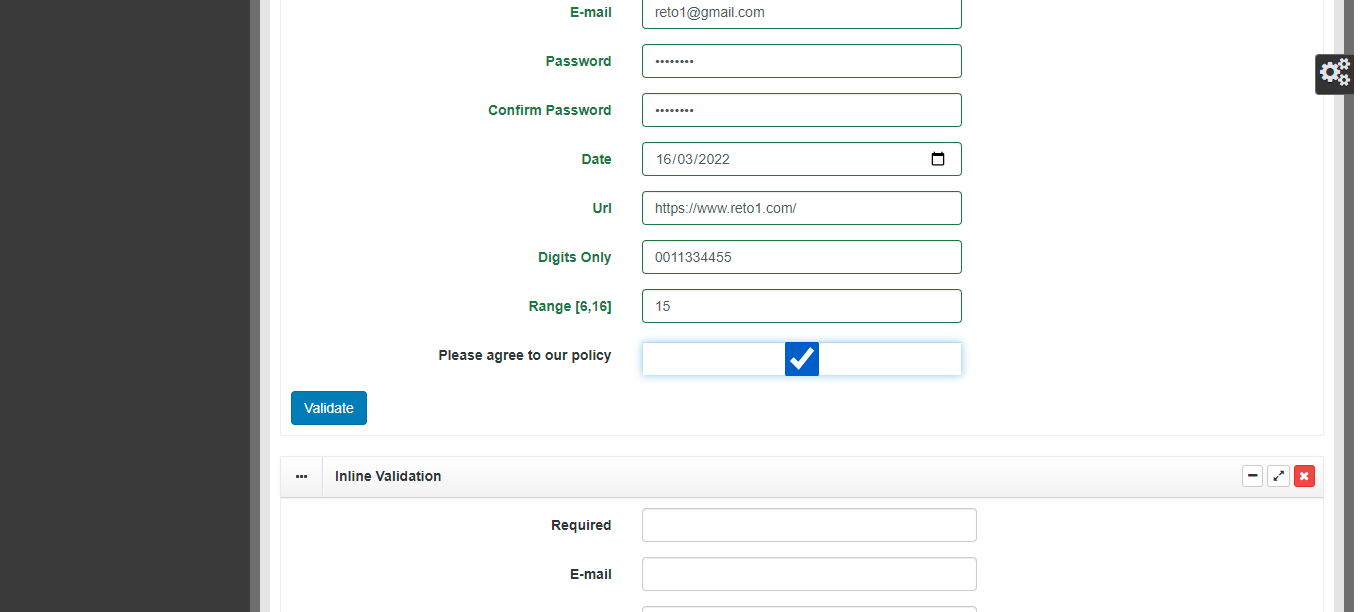 E-mail reto1@gmail.com
Password ••••••••
Confirm Password ••••••••
Date 16/03/2022
Url https://www.reto1.com/
Digits Only 0011334455
Range [6,16] 15
Please agree to our policy
Validate
Inline Validation
Required
E-mail